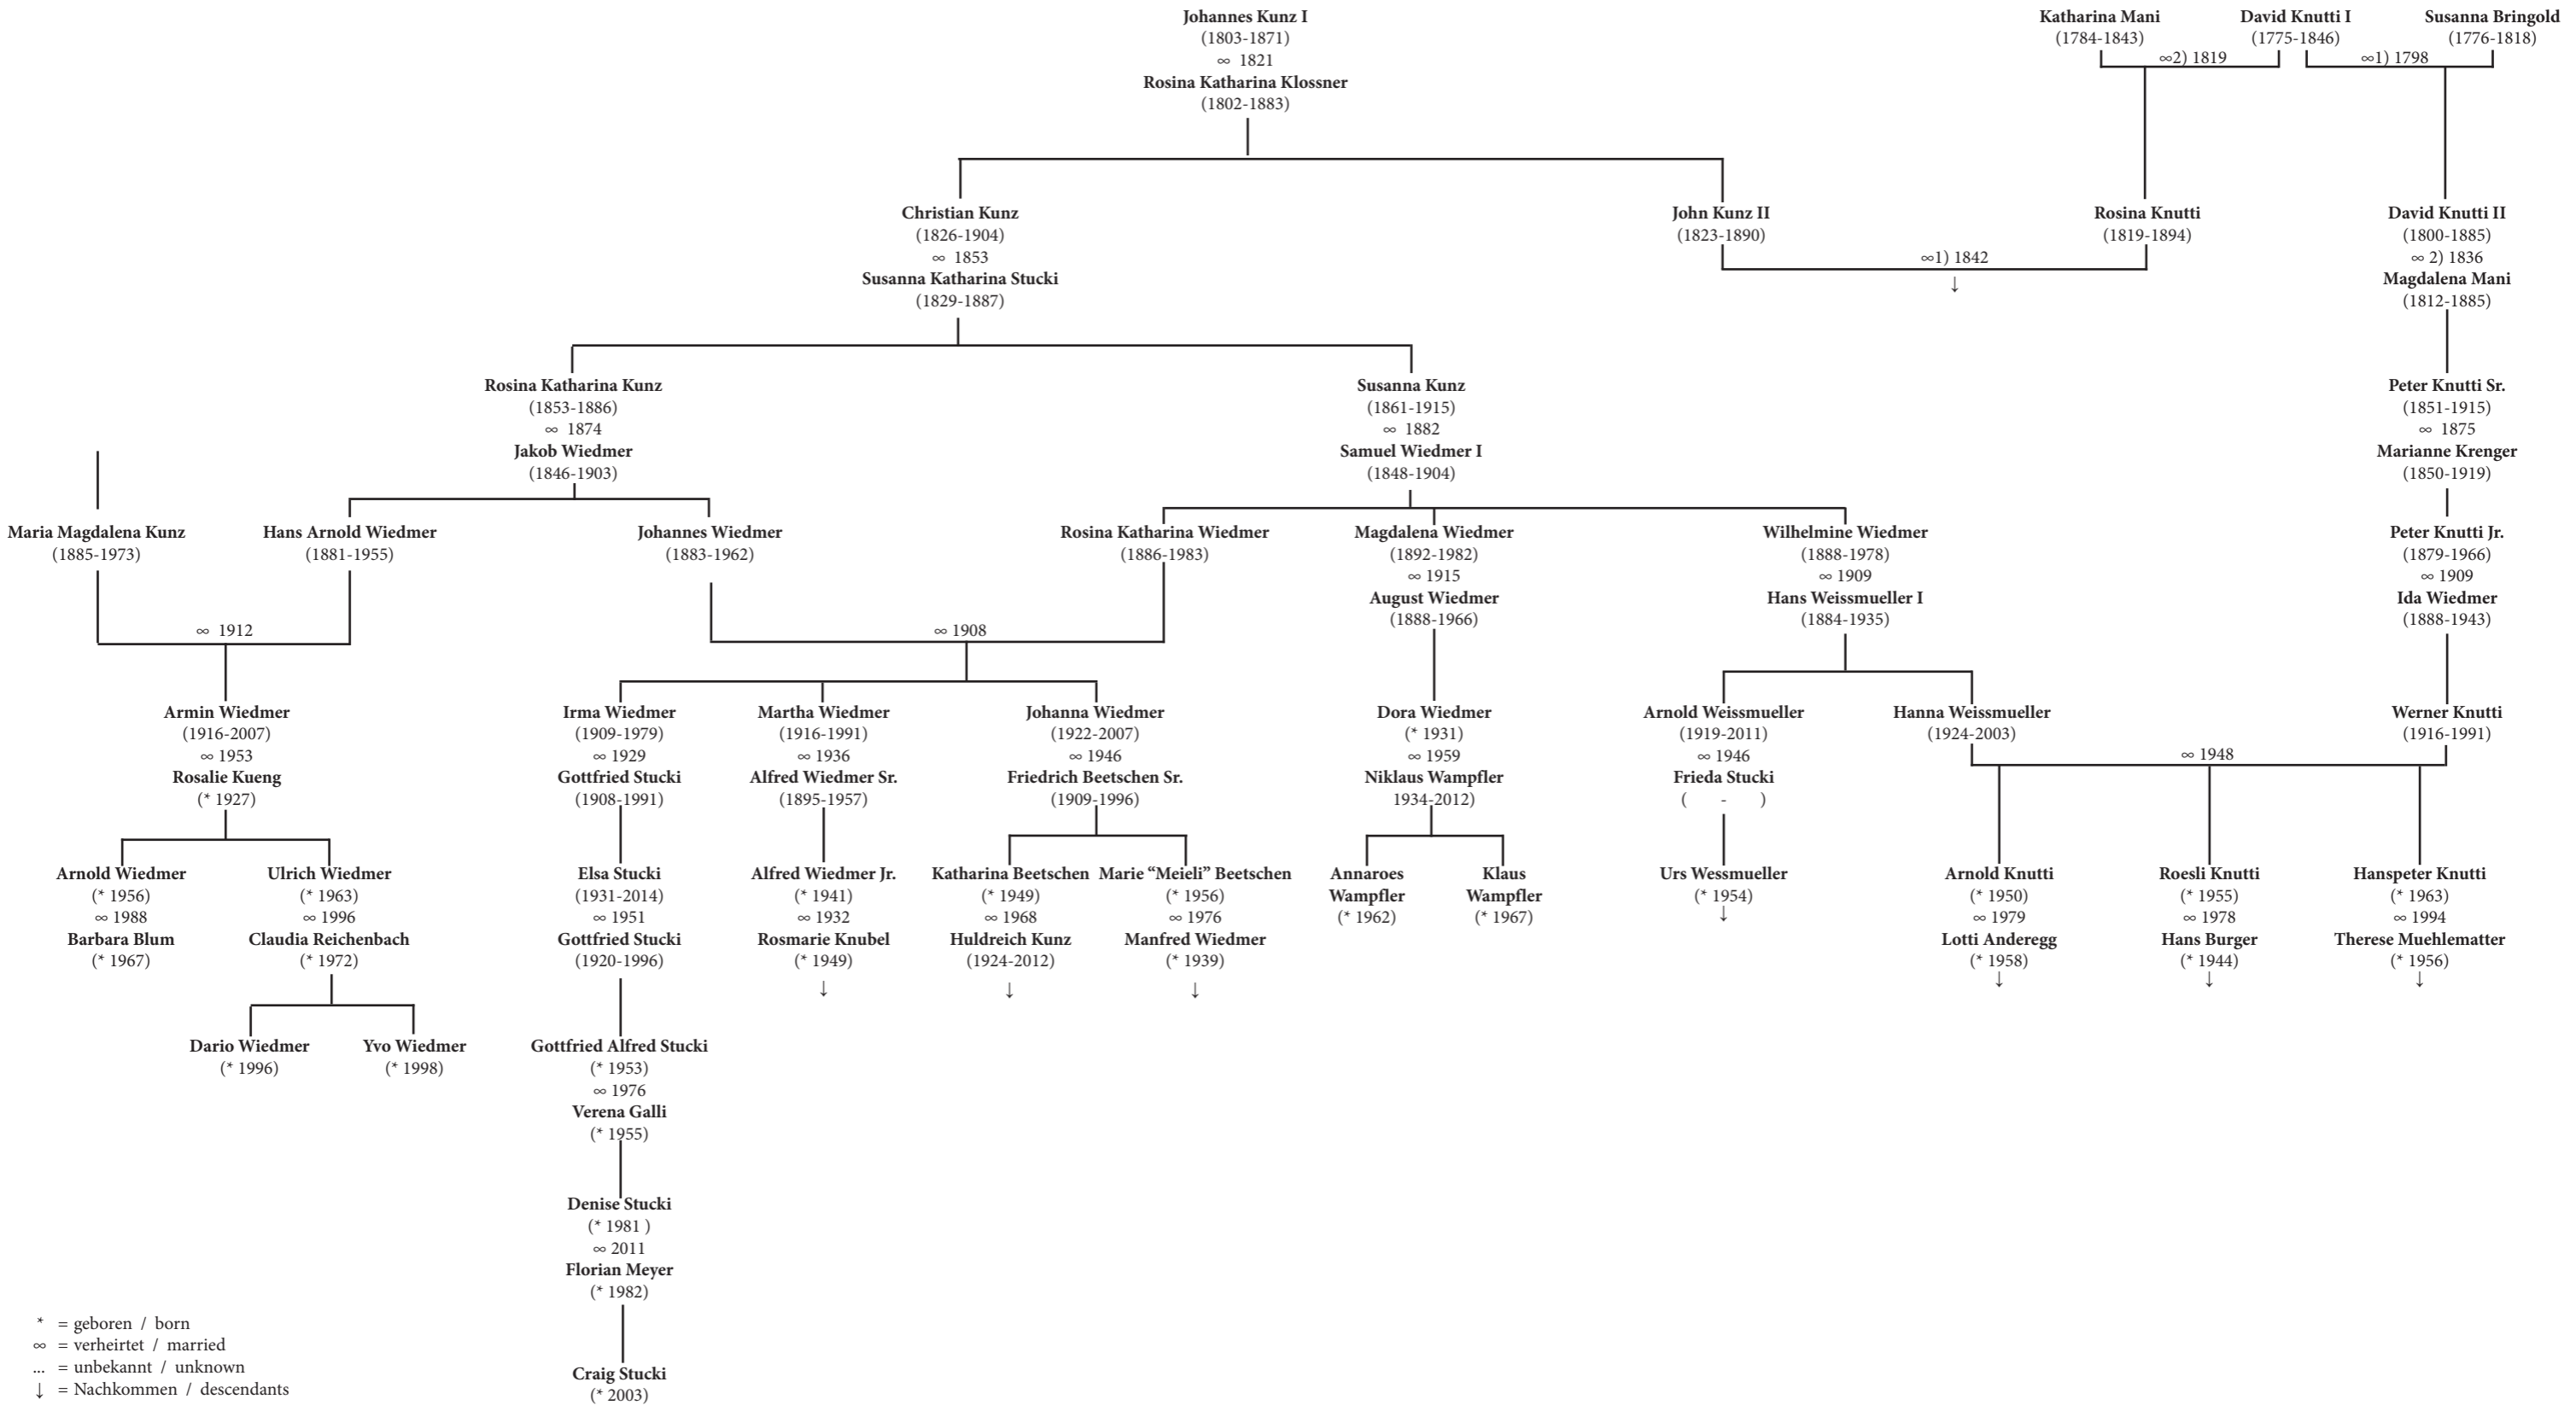 Johannes Kunz I
(1803-1871)
∞ 1821
Rosina Katharina Klossner
(1802-1883)
Katharina Mani
(1784-1843)
David Knutti I
(1775-1846)
Susanna Bringold
(1776-1818)
∞2) 1819
∞1) 1798
Christian Kunz
(1826-1904)
∞ 1853
Susanna Katharina Stucki
(1829-1887)
John Kunz II
(1823-1890)
Rosina Knutti
(1819-1894)
∞1) 1842
↓
David Knutti II
(1800-1885)
∞ 2) 1836
Magdalena Mani
(1812-1885)
Rosina Katharina Kunz
(1853-1886)
∞ 1874
Jakob Wiedmer
(1846-1903)
Susanna Kunz
(1861-1915)
∞ 1882
Samuel Wiedmer I
(1848-1904)
Peter Knutti Sr.
(1851-1915)
∞ 1875
Marianne Krenger
(1850-1919)
Maria Magdalena Kunz
(1885-1973)
Hans Arnold Wiedmer
(1881-1955)
∞ 1912
Johannes Wiedmer
(1883-1962)
Rosina Katharina Wiedmer
(1886-1983)
∞ 1908
Magdalena Wiedmer
(1892-1982)
∞ 1915
August Wiedmer
(1888-1966)
Wilhelmine Wiedmer
(1888-1978)
∞ 1909
Hans Weissmueller I
(1884-1935)
Peter Knutti Jr.
(1879-1966)
∞ 1909
Ida Wiedmer
(1888-1943)
Armin Wiedmer
(1916-2007)
∞ 1953
Rosalie Kueng
(* 1927)
Irma Wiedmer
(1909-1979)
∞ 1929
Gottfried Stucki
(1908-1991)
Martha Wiedmer
(1916-1991)
∞ 1936
Alfred Wiedmer Sr.
(1895-1957)
Johanna Wiedmer
(1922-2007)
∞ 1946
Friedrich Beetschen Sr.
(1909-1996)
Dora Wiedmer
(* 1931)
∞ 1959
Niklaus Wampfler
1934-2012)
Arnold Weissmueller
(1919-2011)
∞ 1946
Frieda Stucki
( - )
Hanna Weissmueller
(1924-2003)
∞ 1948
Werner Knutti
(1916-1991)
Arnold Wiedmer
(* 1956)
∞ 1988
Barbara Blum
(* 1967)
Ulrich Wiedmer
(* 1963)
∞ 1996
Claudia Reichenbach
(* 1972)
Elsa Stucki
(1931-2014)
∞ 1951
Gottfried Stucki
(1920-1996)
Alfred Wiedmer Jr.
(* 1941)
∞ 1932
Rosmarie Knubel
(* 1949)
↓
Katharina Beetschen
(* 1949)
∞ 1968
Huldreich Kunz
(1924-2012)
↓
Marie “Meieli” Beetschen
(* 1956)
∞ 1976
Manfred Wiedmer
(* 1939)
↓
Annaroes
Wampfler
(* 1962)
Klaus
Wampfler
(* 1967)
Urs Wessmueller
(* 1954)
↓
Arnold Knutti
(* 1950)
∞ 1979
Lotti Anderegg
(* 1958)
↓
Roesli Knutti
(* 1955)
∞ 1978
Hans Burger
(* 1944)
↓
Hanspeter Knutti
(* 1963)
∞ 1994
Therese Muehlematter
(* 1956)
↓
Dario Wiedmer
(* 1996)
Yvo Wiedmer
(* 1998)
Gottfried Alfred Stucki
(* 1953)
∞ 1976
Verena Galli
(* 1955)
Denise Stucki
(* 1981 )
∞ 2011
Florian Meyer
(* 1982)
Craig Stucki
(* 2003)
* = geboren / born
∞ = verheirtet / married
... = unbekannt / unknown
↓ = Nachkommen / descendants